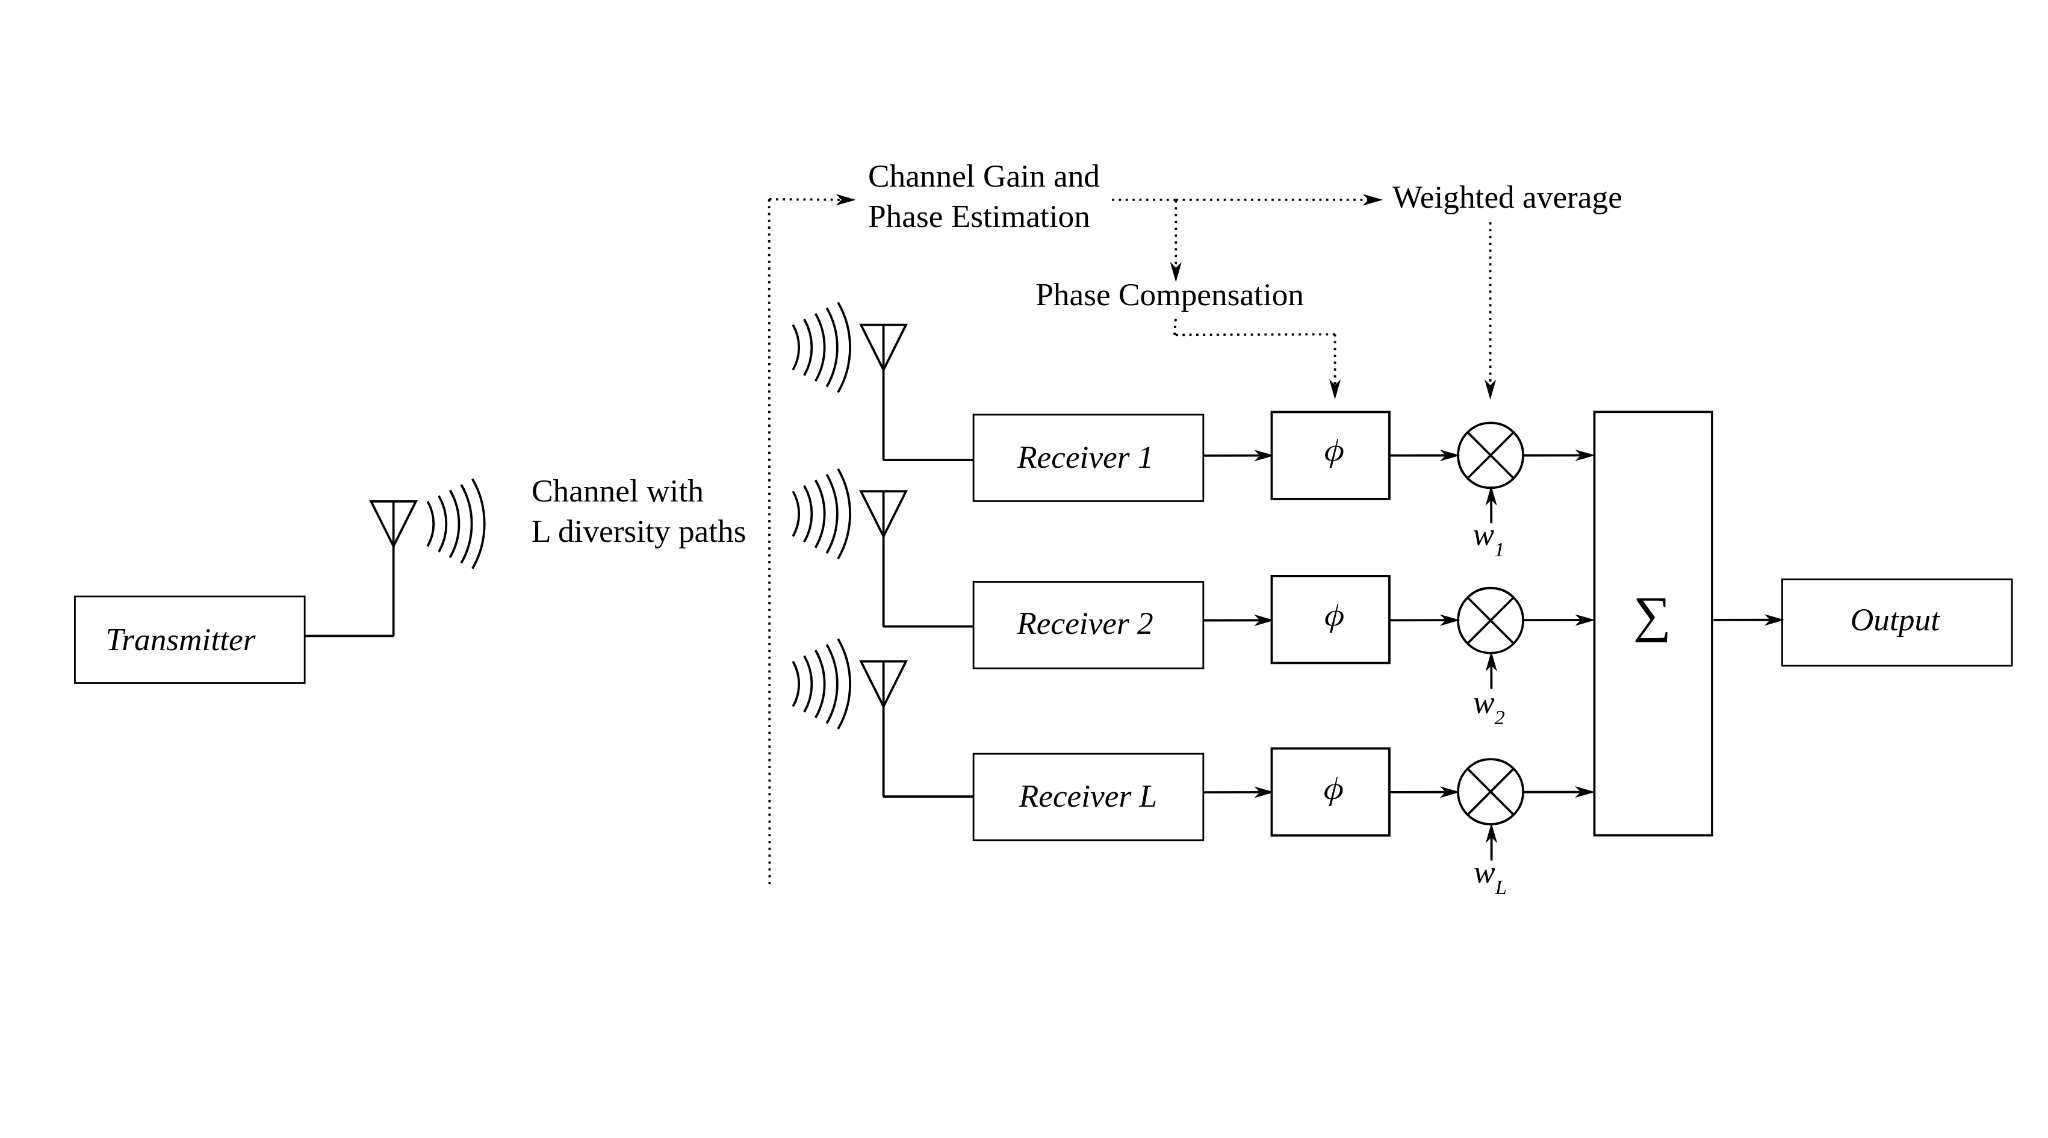 Channel Gain and
Phase Estimation
Weighted average
Phase Compensation
Channel with
L diversity paths
Transmitter
Receiver 1
ϕ
w1
Receiver 2
ϕ
w2
Receiver L
ϕ
wL
∑
Output